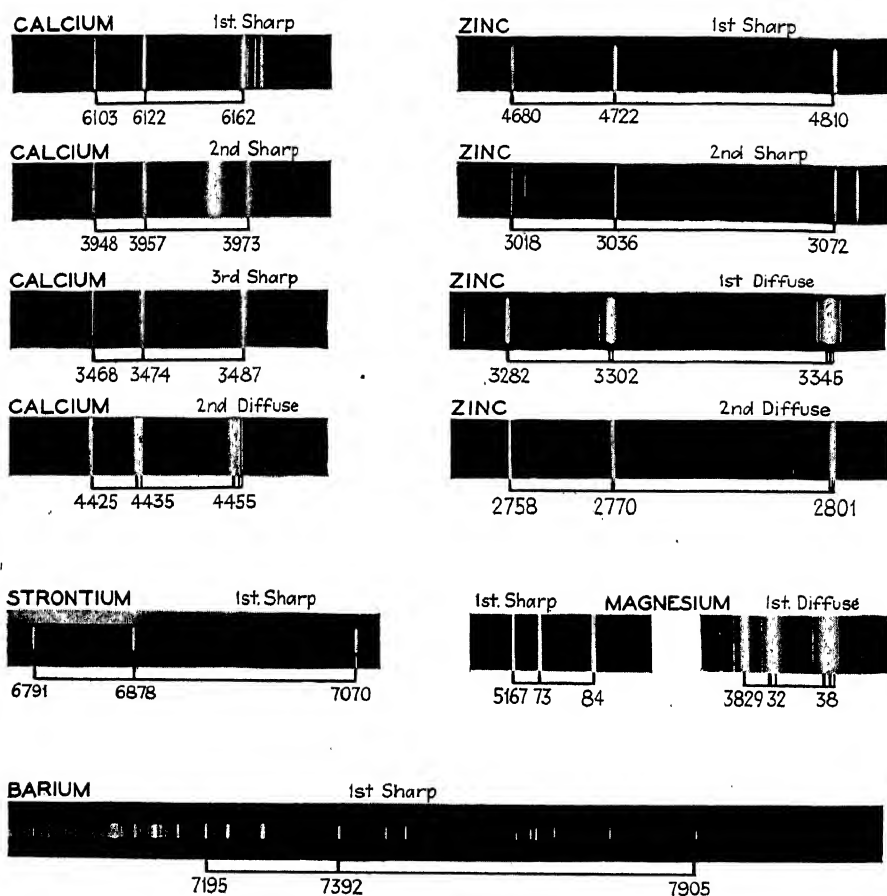 CALCIUM 1st. Sharp
6103 6122 6162
CALCIUM 2nd Sharp
3948 3957 3973
CALCIUM 3rd Sharp
3468 3474 3487
CALCIUM 2nd Diffuse
4425 4435 4455
ZINC 1st Sharp
4680 4722 4810
ZINC 2nd Sharp
3018 3036 3072
ZINC 1st Diffuse
3282 3302 3345
ZINC 2nd Diffuse
2758 2770 2801
STRONTIUM 1st. Sharp
6791 6878 7070
1st. Sharp MAGNESIUM 1st. Diffuse
5167 73 84 3829 32 38
BARIUM 1st Sharp
7195 7392 7905